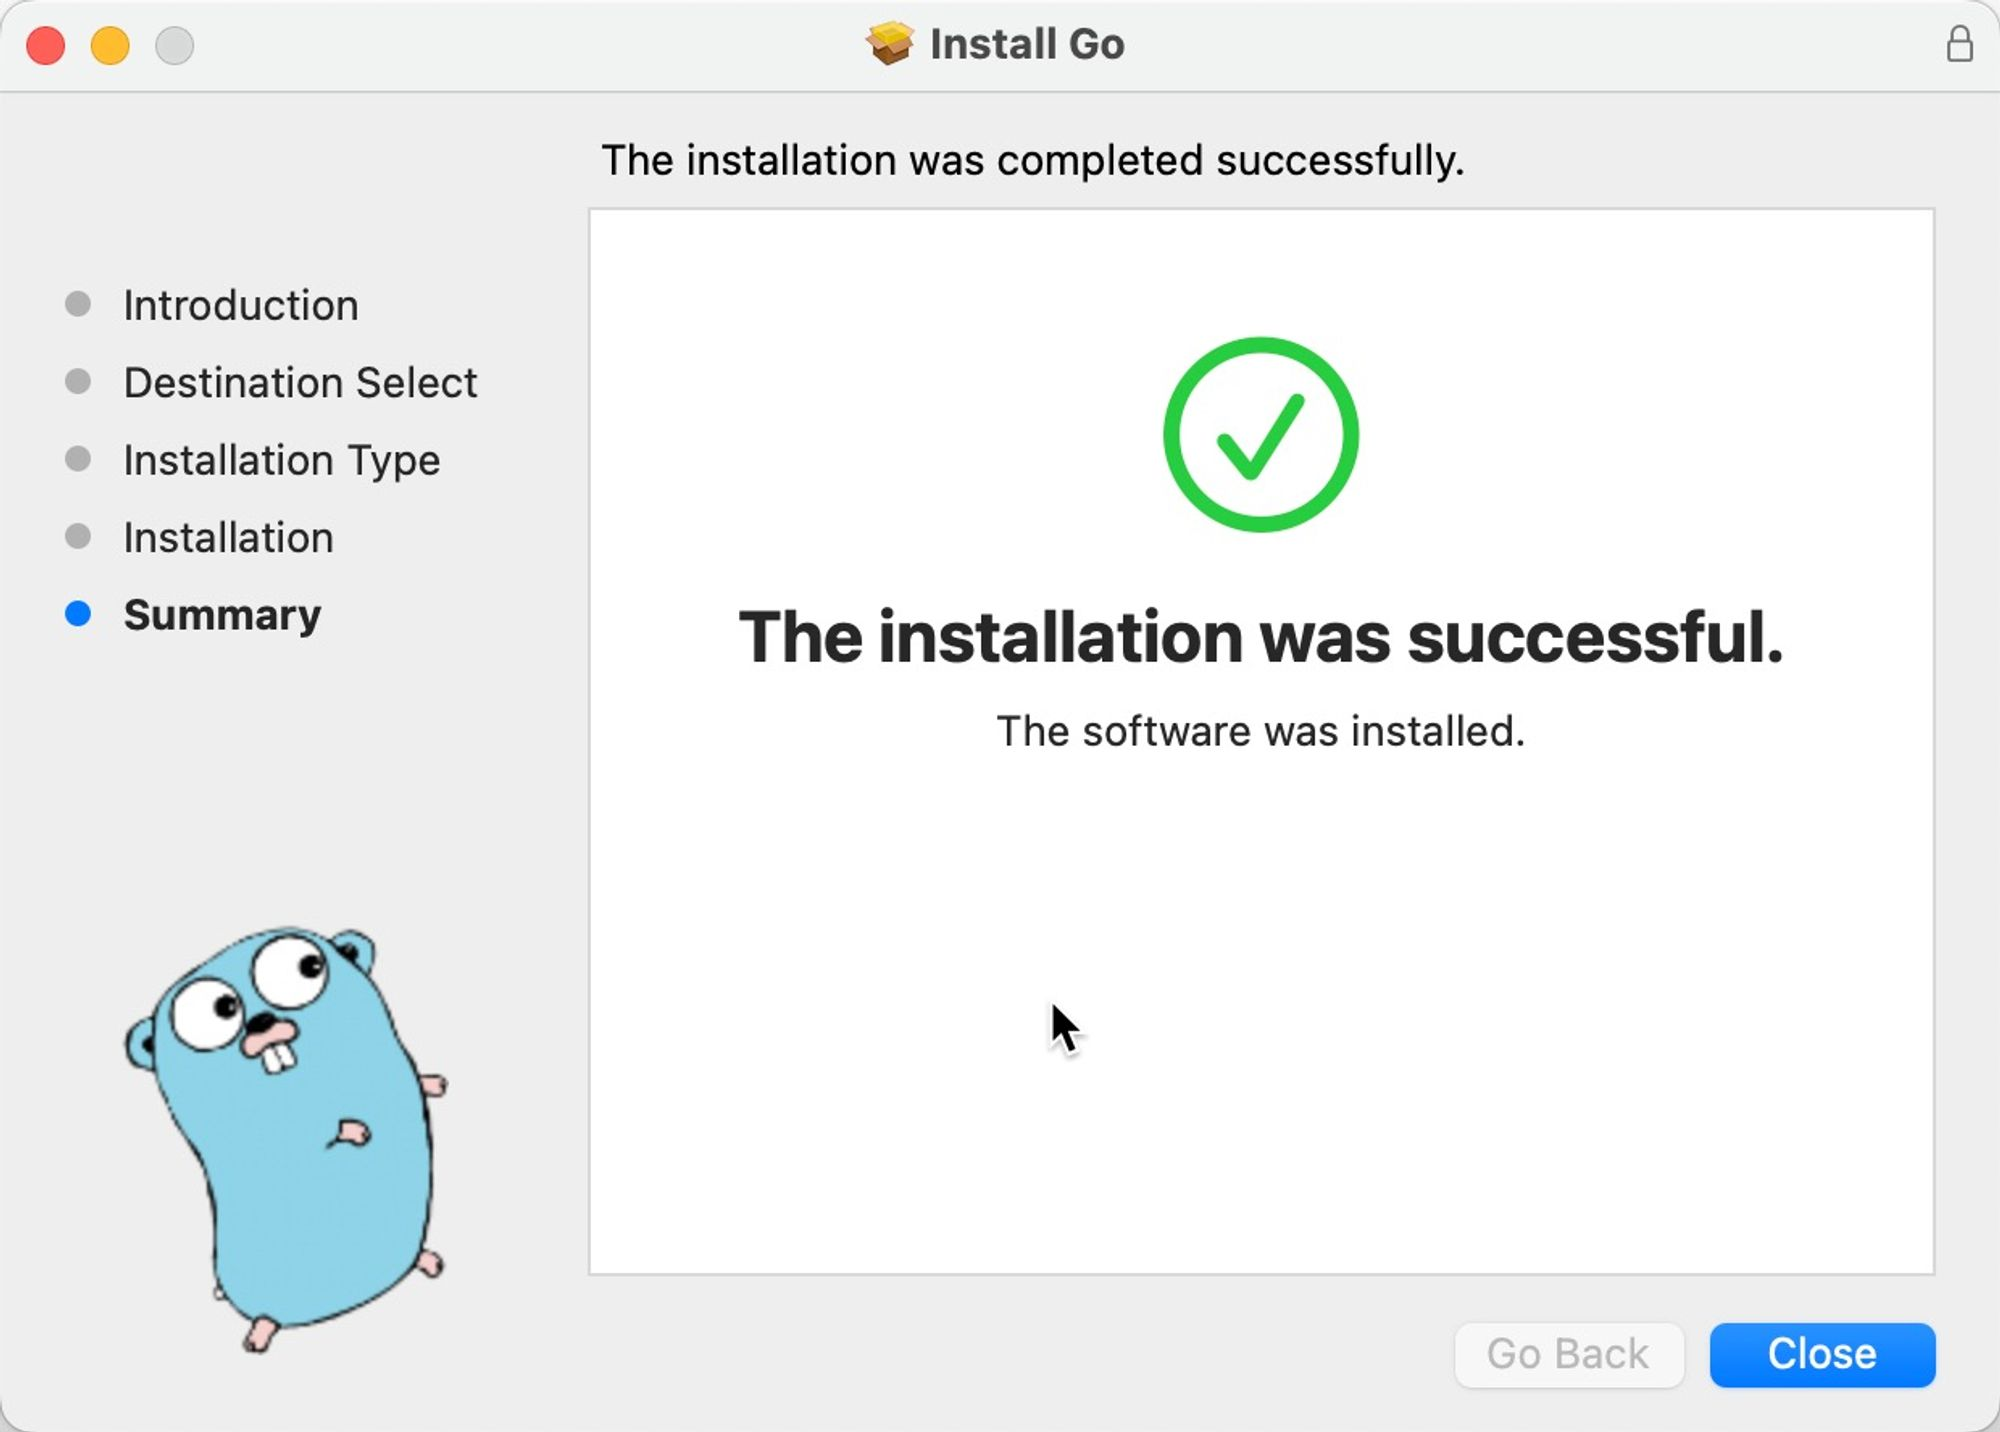 Install Go
The installation was completed successfully.
Introduction
Destination Select
Installation Type
Installation
Summary
The installation was successful.
The software was installed.
Go Back
Close